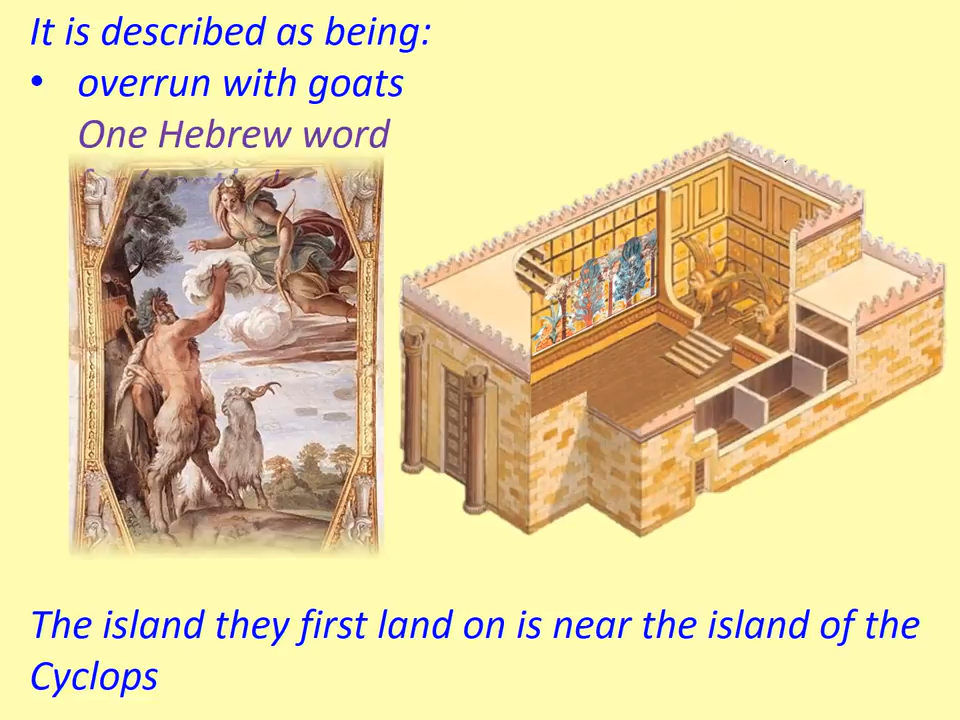 It is described as being:
• overrun with goats
One Hebrew word
The island they first land on is near the island of the
Cyclops